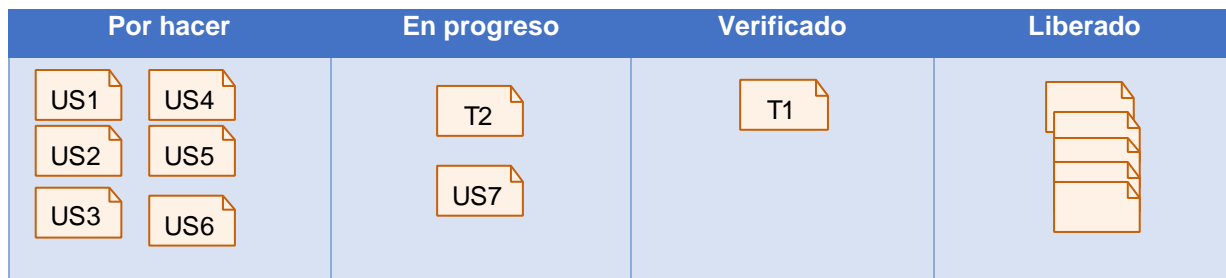 Por hacer
En progreso
Verificado
Liberado
US1
US4
US2
US5
US3
US6
T2
US7
T1